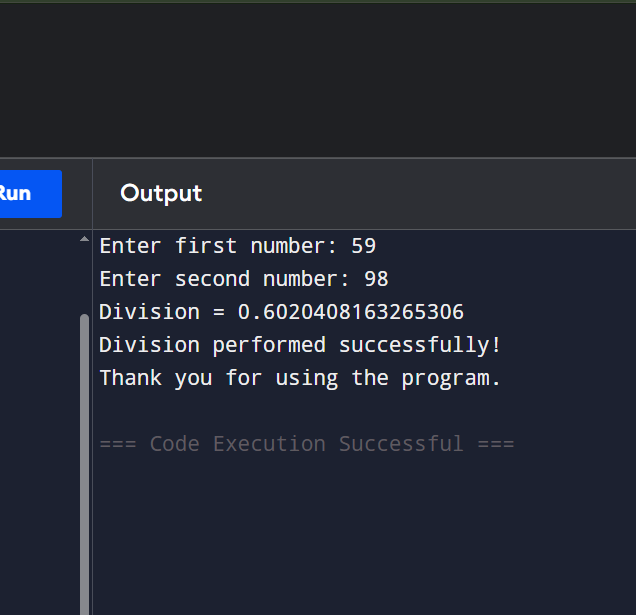 Run
Output
Enter first number: 59
Enter second number: 98
Division = 0.6020408163265306
Division performed successfully!
Thank you for using the program.
=== Code Execution Successful ===